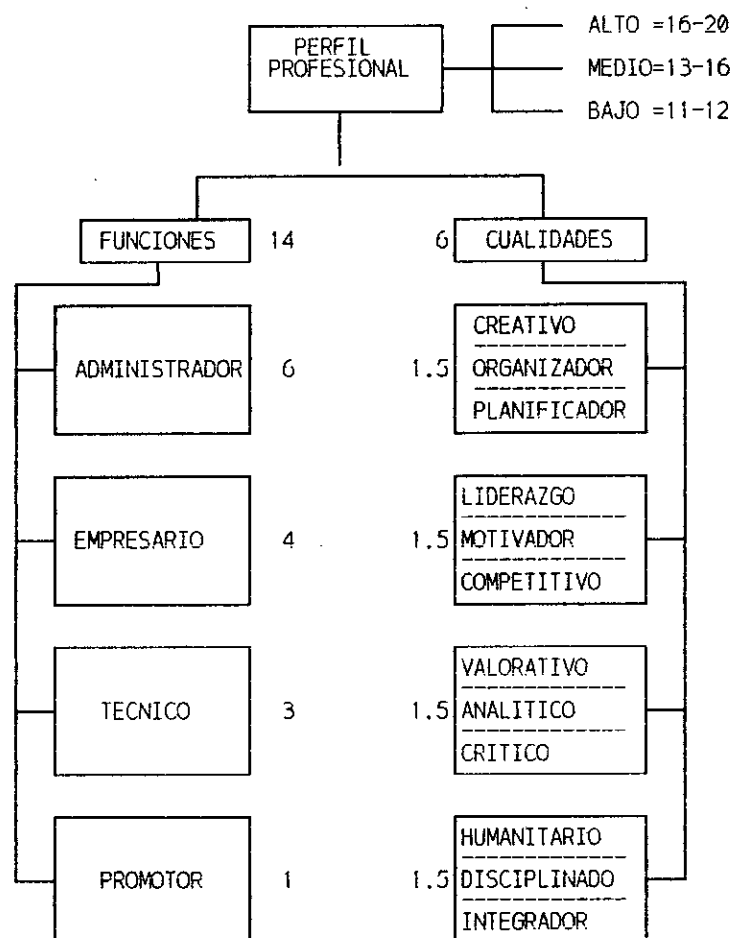 PERFIL
PROFESIONAL
ALTO =16-20
MEDIO=13-16
BAJO =11-12
FUNCIONES 14
6 CUALIDADES
ADMINISTRADOR 6
1.5
CREATIVO
ORGANIZADOR
PLANIFICADOR
EMPRESARIO 4
1.5
LIDERAZGO
MOTIVADOR
COMPETITIVO
TECNICO 3
1.5
VALORATIVO
ANALITICO
CRITICO
PROMOTOR 1
1.5
HUMANITARIO
DISCIPLINADO
INTEGRADOR